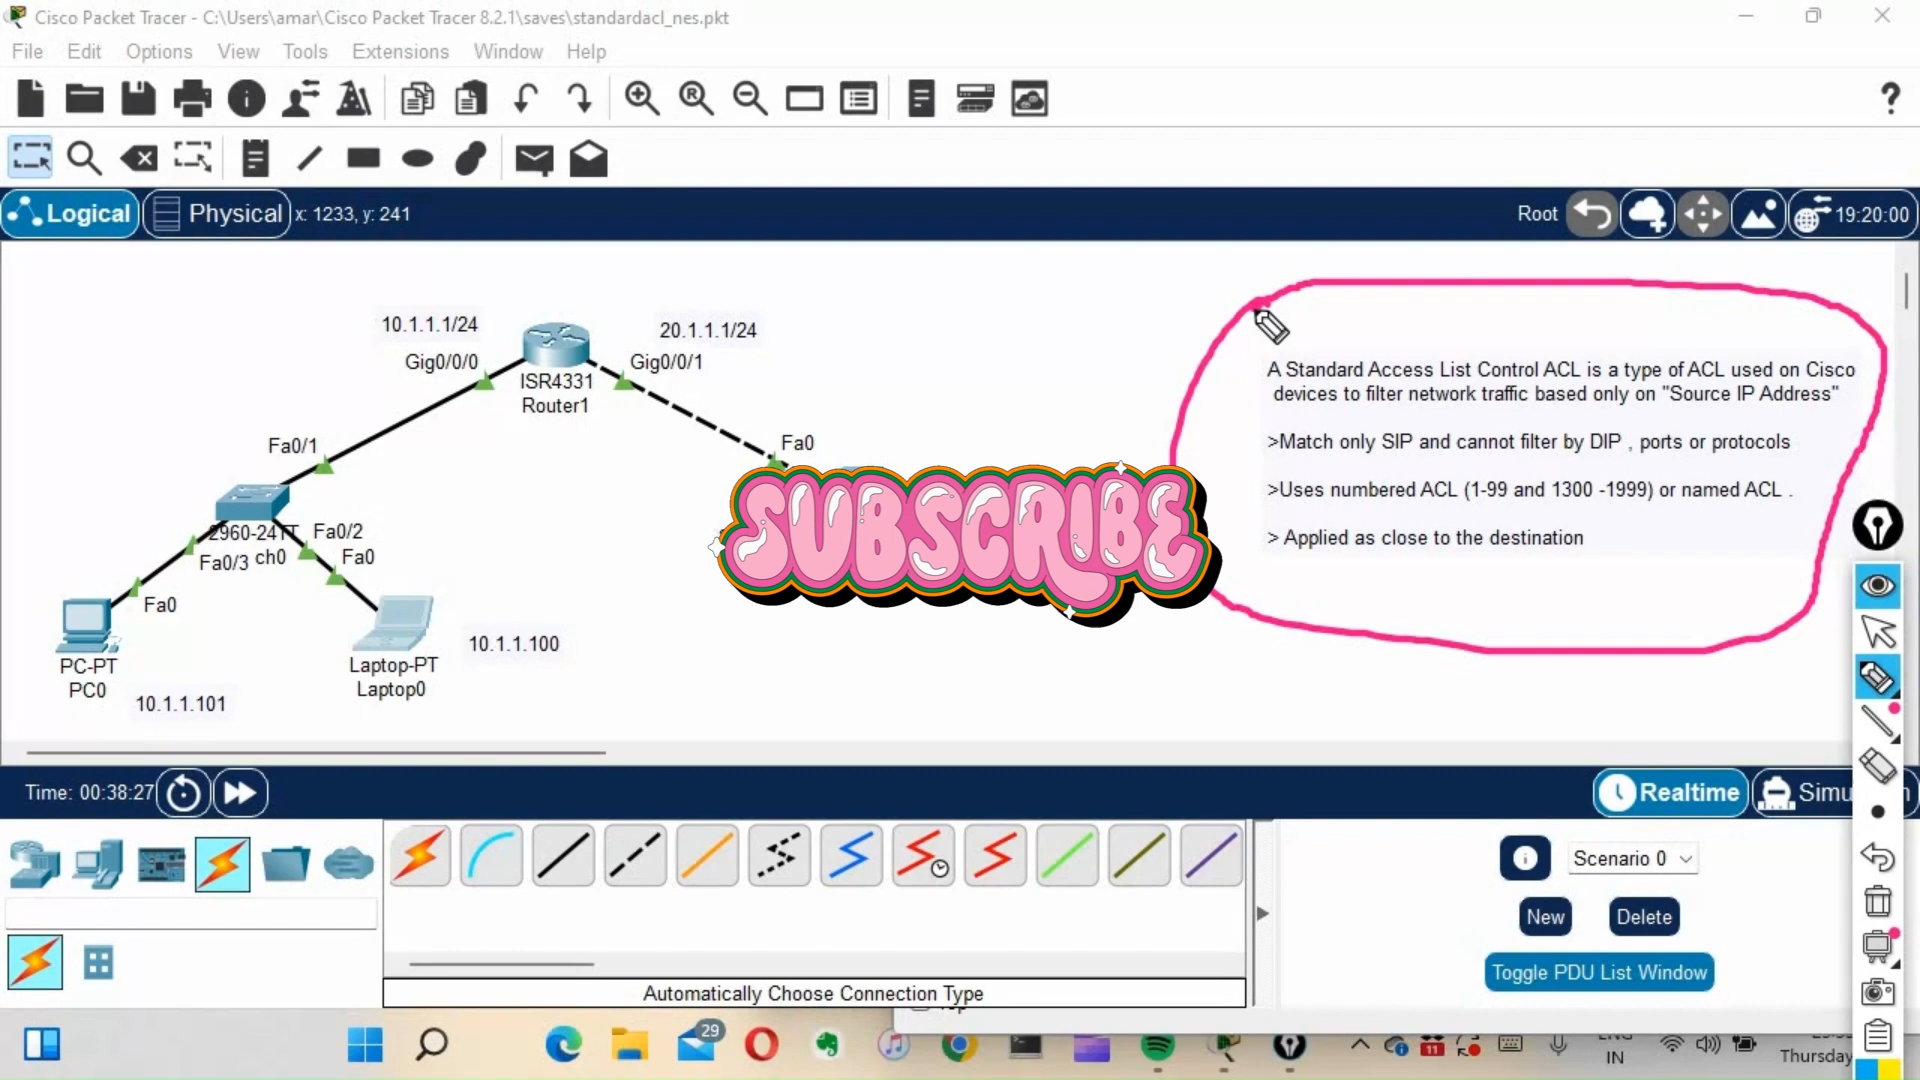 Cisco Packet Tracer - C:\Users\amar\Cisco Packet Tracer 8.2.1\saves\standardacl_nes.pkt
File Edit Options View Tools Extensions Window Help
Logical Physical x: 1233, y: 241 Root 19:20:00
10.1.1.1/24 20.1.1.1/24
Gig0/0/0 Gig0/0/1
ISR4331
Router1
Fa0/1 Fa0
2960-24TT Fa0/2
Fa0/3 ch0 Fa0
Fa0
PC-PT
PC0
10.1.1.101
Laptop-PT
Laptop0
10.1.1.100
SUBSCRIBE
A Standard Access List Control ACL is a type of ACL used on Cisco
devices to filter network traffic based only on "Source IP Address"
>Match only SIP and cannot filter by DIP , ports or protocols
>Uses numbered ACL (1-99 and 1300 -1999) or named ACL .
> Applied as close to the destination
Time: 00:38:27 Realtime
Scenario 0
New Delete
Toggle PDU List Window
Automatically Choose Connection Type
29
11
IN
Thursday